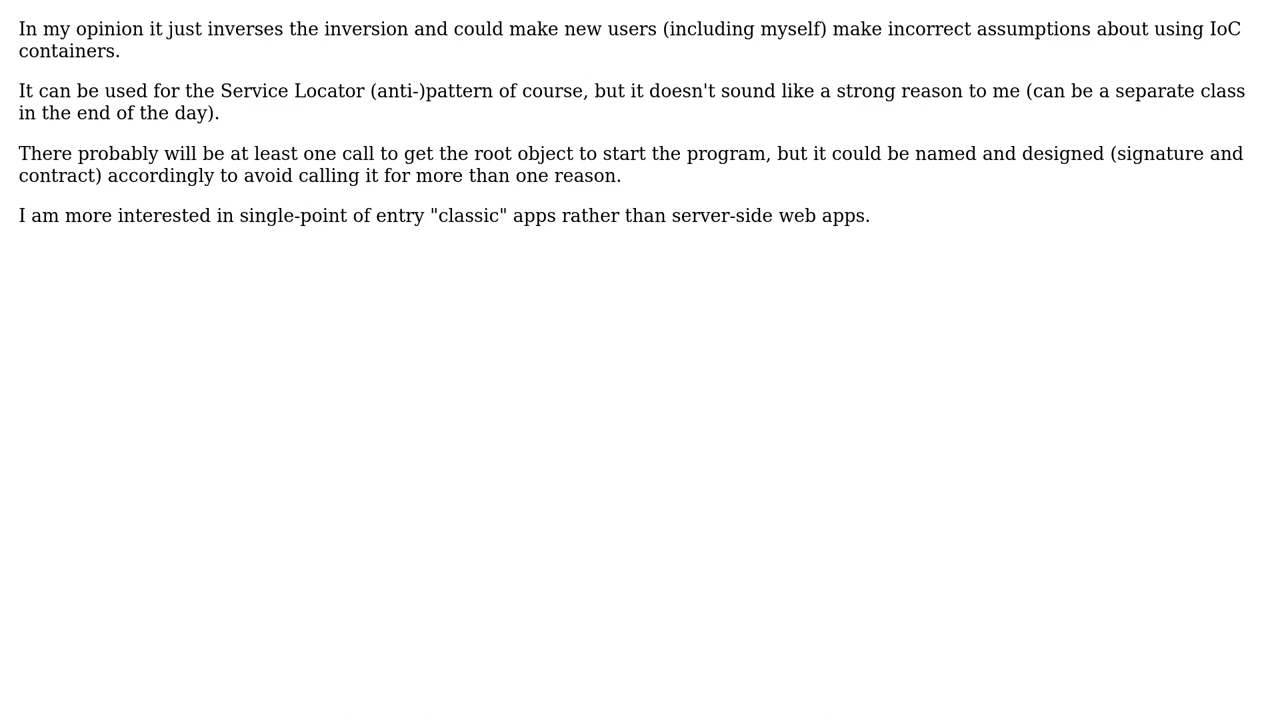 In my opinion it just inverses the inversion and could make new users (including myself) make incorrect assumptions about using IoC
containers.
It can be used for the Service Locator (anti-)pattern of course, but it doesn't sound like a strong reason to me (can be a separate class
in the end of the day).
There probably will be at least one call to get the root object to start the program, but it could be named and designed (signature and
contract) accordingly to avoid calling it for more than one reason.
I am more interested in single-point of entry "classic" apps rather than server-side web apps.